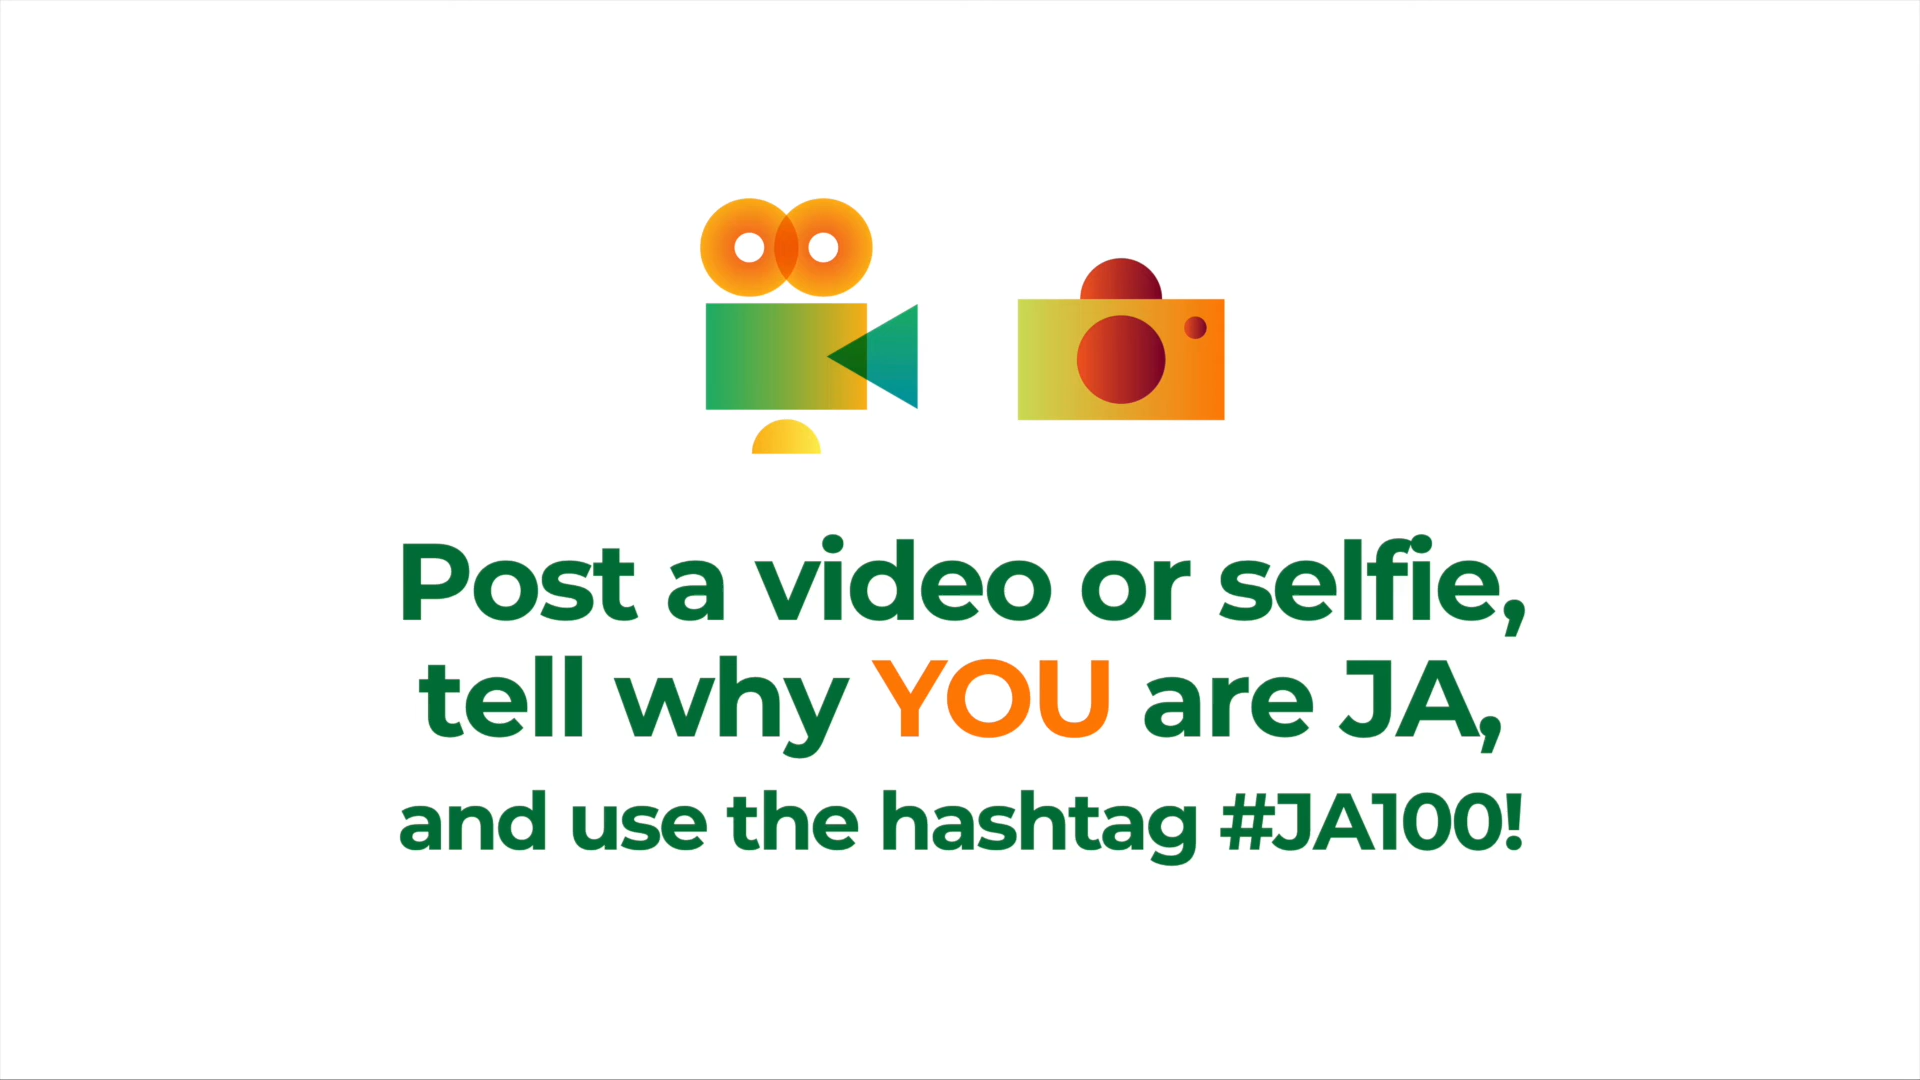 Post a video or selfie,
tell why YOU are JA,
and use the hashtag #JA100!